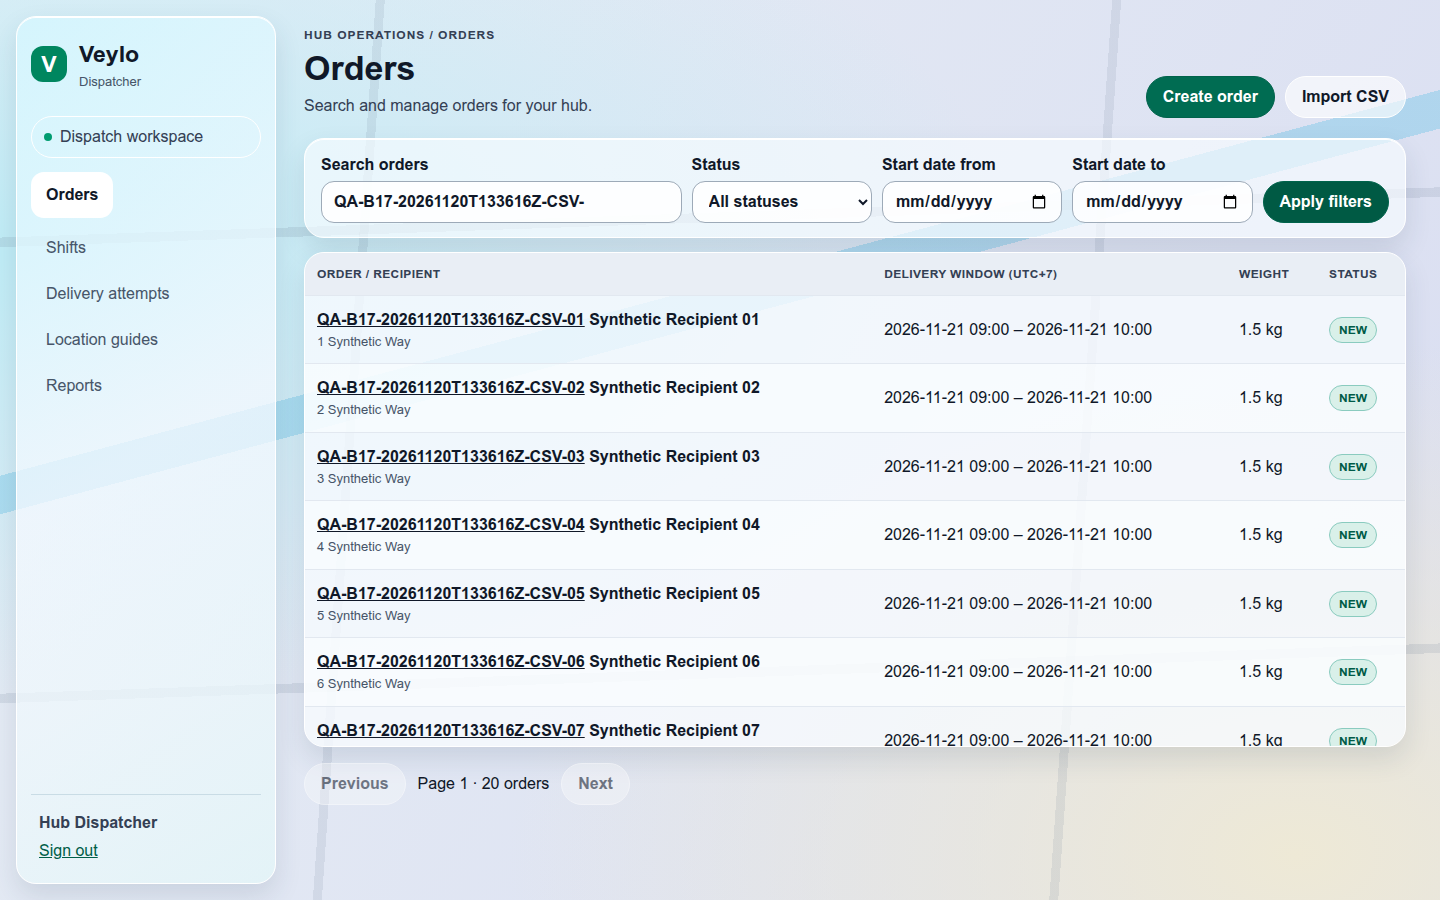 V
Veylo
Dispatcher
Dispatch workspace
Orders
Shifts
Delivery attempts
Location guides
Reports
Hub Dispatcher
Sign out
HUB OPERATIONS / ORDERS
Orders
Search and manage orders for your hub.
Create order
Import CSV
Search orders
Status
Start date from
Start date to
QA-B17-20261120T133616Z-CSV-
All statuses
mm/dd/yyyy
mm/dd/yyyy
Apply filters
ORDER / RECIPIENT
DELIVERY WINDOW (UTC+7)
WEIGHT
STATUS
QA-B17-20261120T133616Z-CSV-01 Synthetic Recipient 01
1 Synthetic Way
2026-11-21 09:00 – 2026-11-21 10:00
1.5 kg
NEW
QA-B17-20261120T133616Z-CSV-02 Synthetic Recipient 02
2 Synthetic Way
2026-11-21 09:00 – 2026-11-21 10:00
1.5 kg
NEW
QA-B17-20261120T133616Z-CSV-03 Synthetic Recipient 03
3 Synthetic Way
2026-11-21 09:00 – 2026-11-21 10:00
1.5 kg
NEW
QA-B17-20261120T133616Z-CSV-04 Synthetic Recipient 04
4 Synthetic Way
2026-11-21 09:00 – 2026-11-21 10:00
1.5 kg
NEW
QA-B17-20261120T133616Z-CSV-05 Synthetic Recipient 05
5 Synthetic Way
2026-11-21 09:00 – 2026-11-21 10:00
1.5 kg
NEW
QA-B17-20261120T133616Z-CSV-06 Synthetic Recipient 06
6 Synthetic Way
2026-11-21 09:00 – 2026-11-21 10:00
1.5 kg
NEW
QA-B17-20261120T133616Z-CSV-07 Synthetic Recipient 07
2026-11-21 09:00 – 2026-11-21 10:00
1.5 kg
NEW
Previous
Page 1 · 20 orders
Next